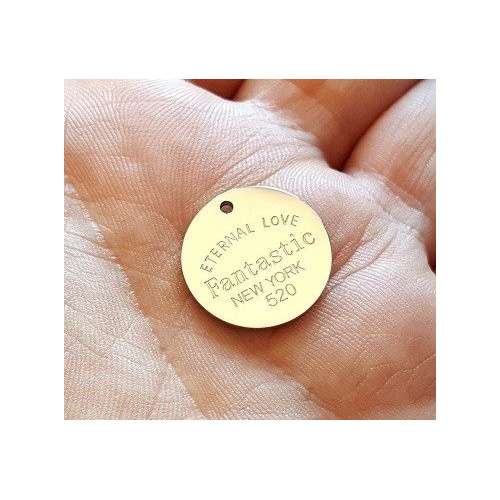 ETERNAL LOVE
Fantastic
NEW YORK
520